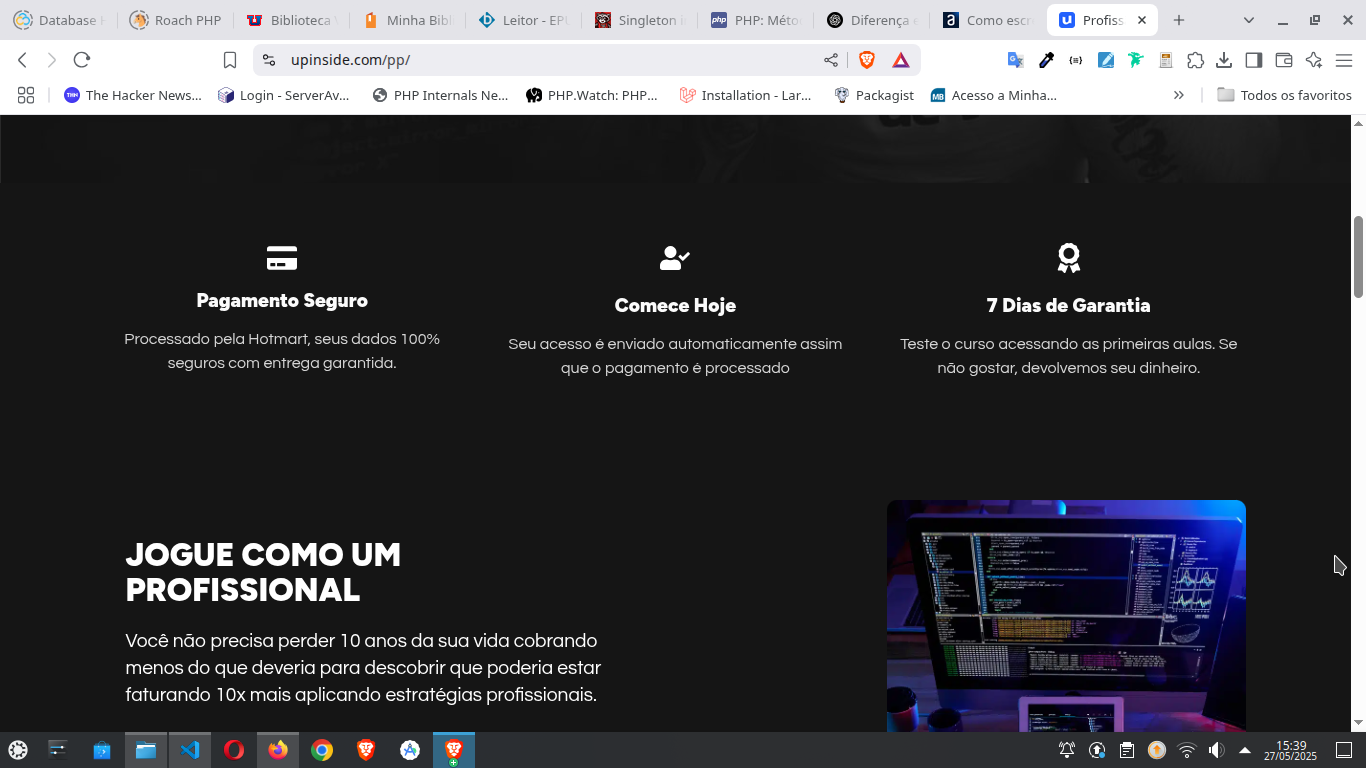 Database
Roach PHP
Biblioteca
Minha Bibl
Leitor - EPU
Singleton i
PHP: Méto
Diferença e
Como escr
Profiss
upinside.com/pp/
The Hacker News...
Login - ServerAv...
PHP Internals Ne...
PHP.Watch: PHP...
Installation - Lar...
Packagist
Acesso a Minha...
Todos os favoritos
Pagamento Seguro
Processado pela Hotmart, seus dados 100%
seguros com entrega garantida.
Comece Hoje
Seu acesso é enviado automaticamente assim
que o pagamento é processado
7 Dias de Garantia
Teste o curso acessando as primeiras aulas. Se
não gostar, devolvemos seu dinheiro.
JOGUE COMO UM
PROFISSIONAL
Você não precisa perder 10 anos da sua vida cobrando
menos do que deveria para descobrir que poderia estar
faturando 10x mais aplicando estratégias profissionais.
15:39
27/05/2025